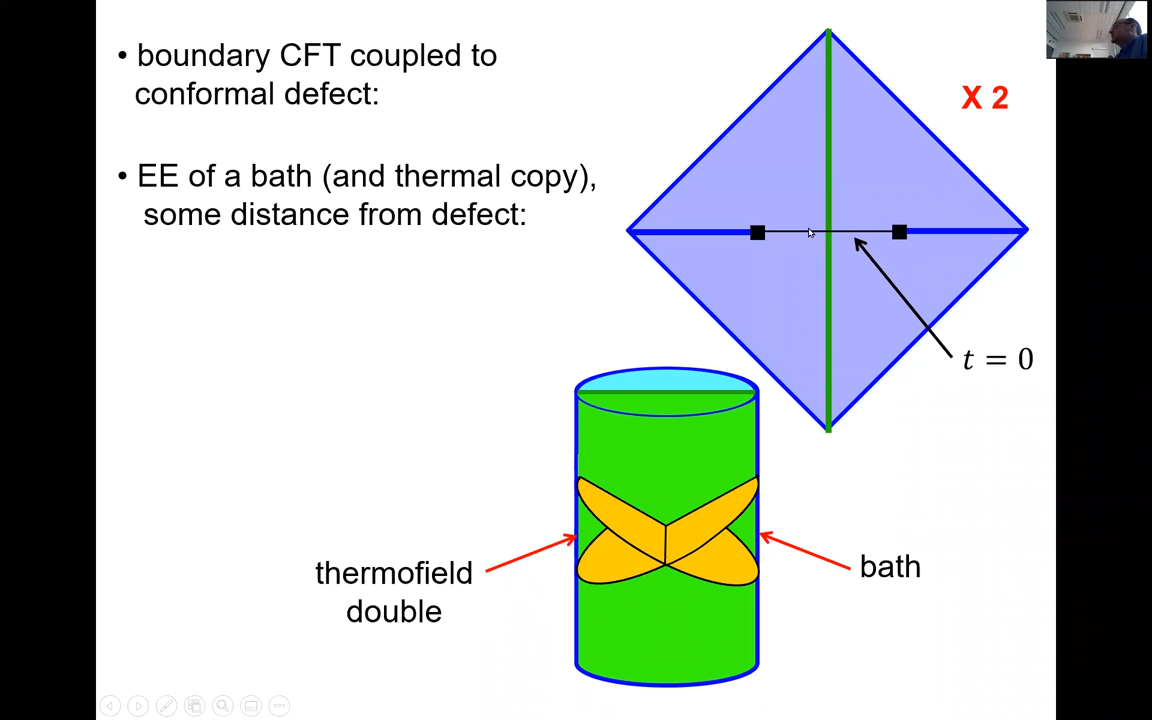 • boundary CFT coupled to
conformal defect:
X 2
• EE of a bath (and thermal copy),
some distance from defect:
t = 0
thermofield
double
bath